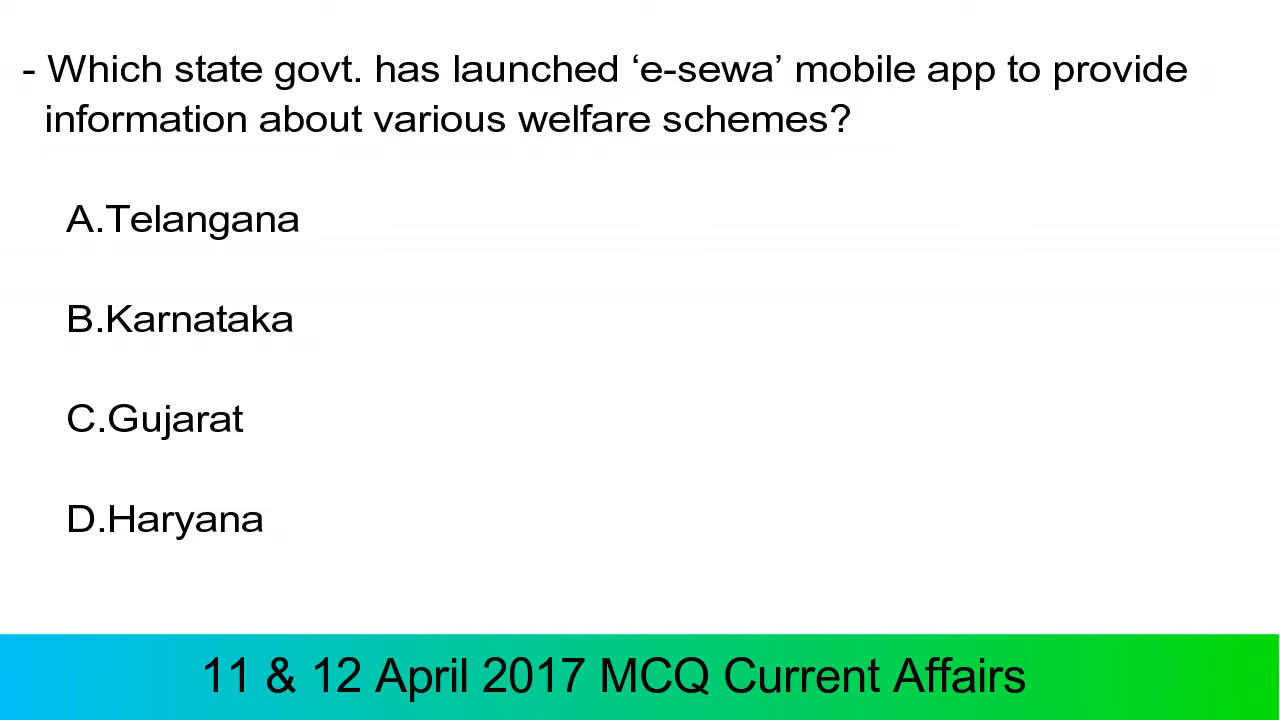 - Which state govt. has launched ‘e-sewa’ mobile app to provide
information about various welfare schemes?
A.Telangana
B.Karnataka
C.Gujarat
D.Haryana
11 & 12 April 2017 MCQ Current Affairs